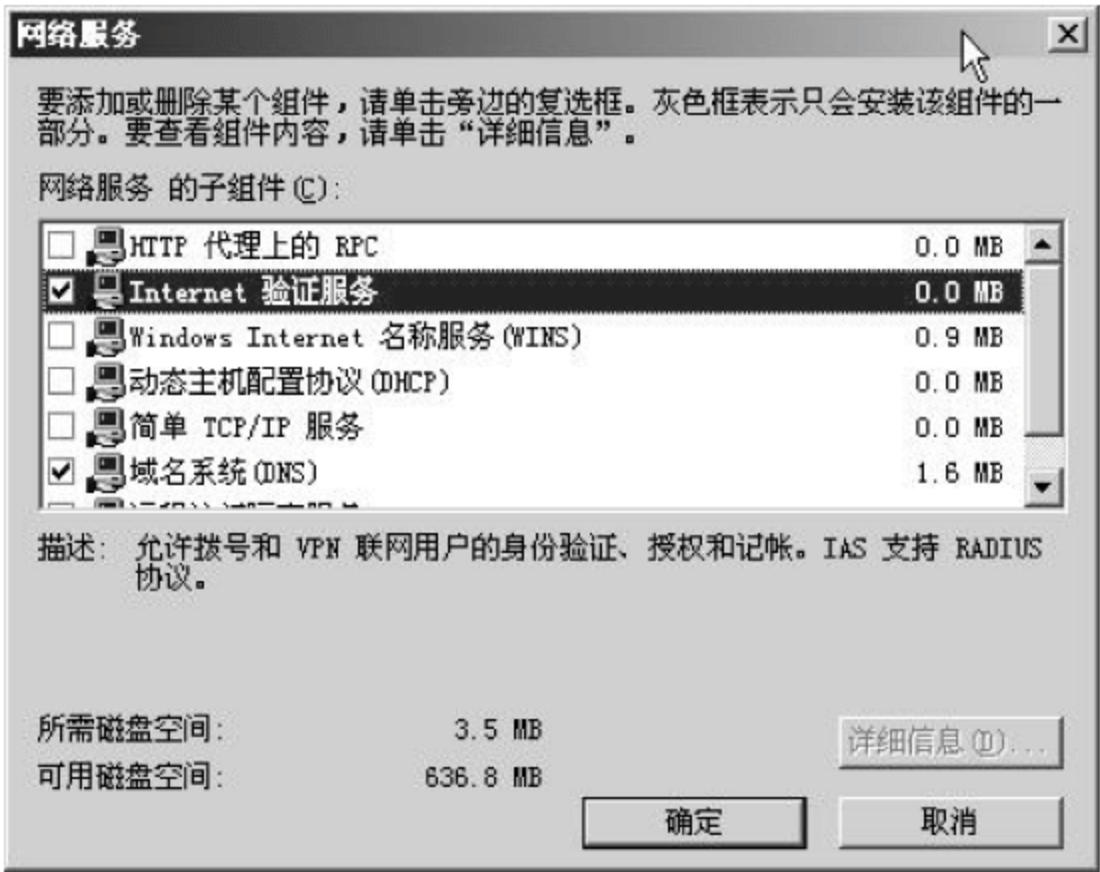 网络服务
要添加或删除某个组件，请单击旁边的复选框。灰色框表示只会安装该组件的一
部分。要查看组件内容，请单击“详细信息”。
网络服务 的子组件(C):
HTTP 代理上的 RPC 0.0 MB
Internet 验证服务 0.0 MB
Windows Internet 名称服务(WINS) 0.9 MB
动态主机配置协议(DHCP) 0.0 MB
简单 TCP/IP 服务 0.0 MB
域名系统(DNS) 1.6 MB
描述: 允许拨号和 VPN 联网用户的身份验证、授权和记帐。IAS 支持 RADIUS
协议。
所需磁盘空间: 3.5 MB
详细信息(D)...
可用磁盘空间: 636.8 MB
确定 取消